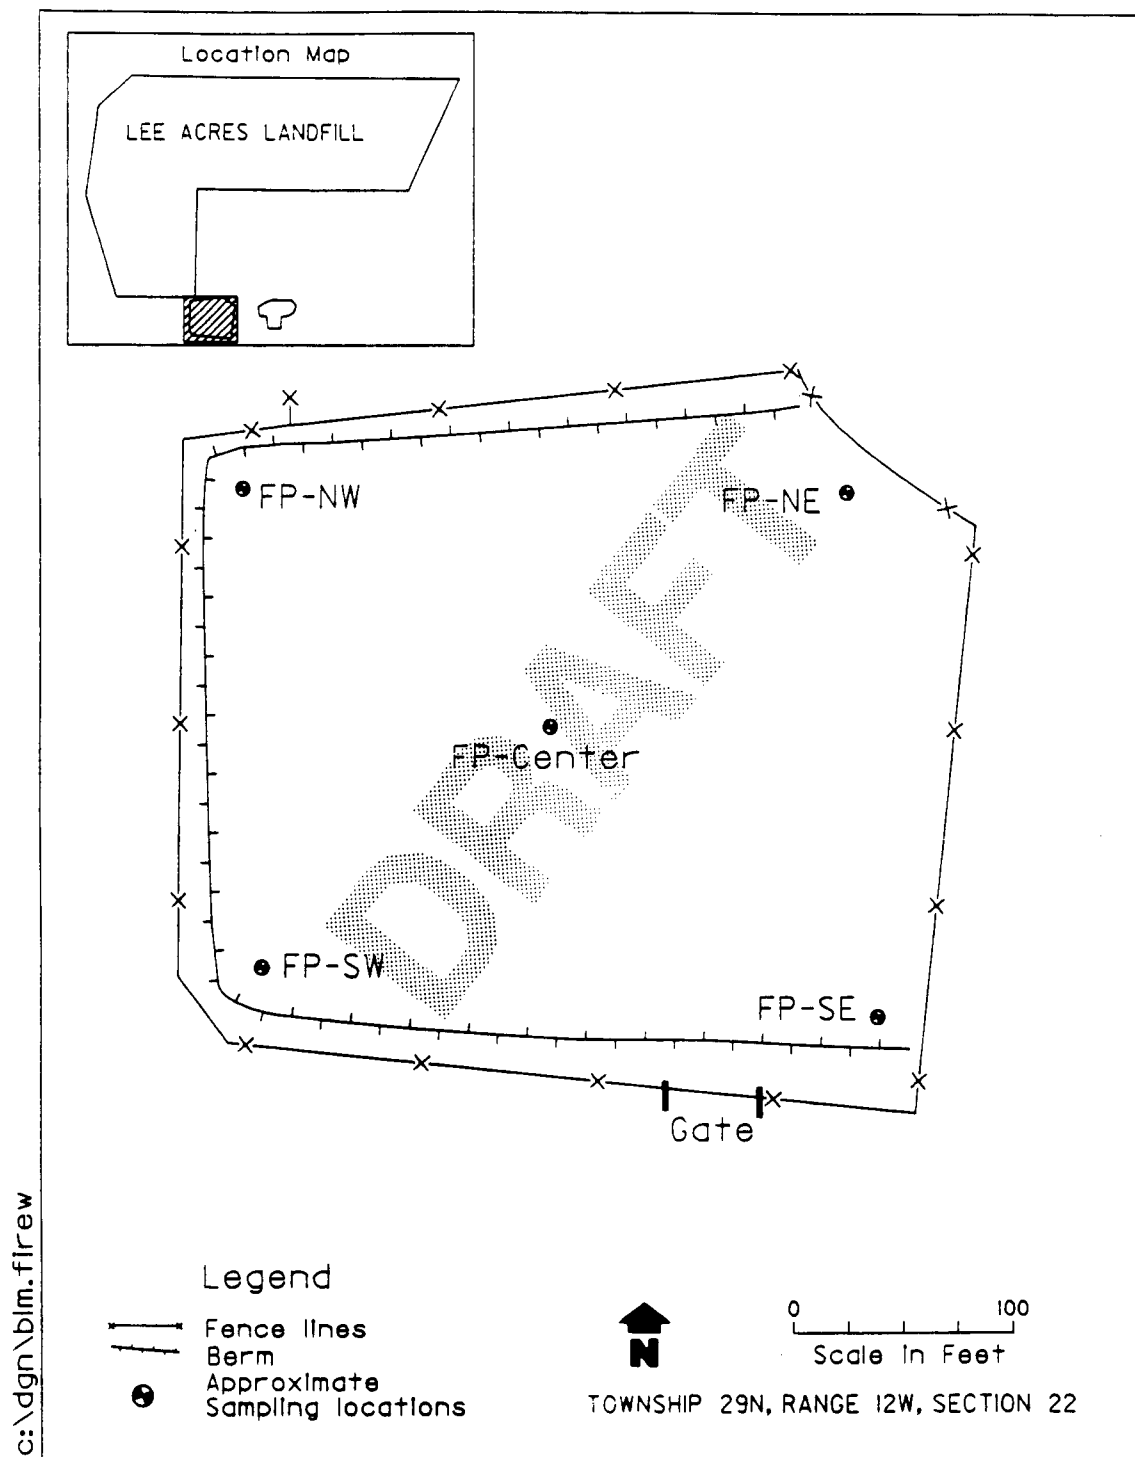 Location Map
LEE ACRES LANDFILL
FP-NW
FP-NE
DRAFT
FP-Center
FP-SW
FP-SE
Gate
c:\dgn\blm.firew
Legend
Fence lines
Berm
Approximate
Sampling locations
N
0 100
Scale in Feet
TOWNSHIP 29N, RANGE 12W, SECTION 22